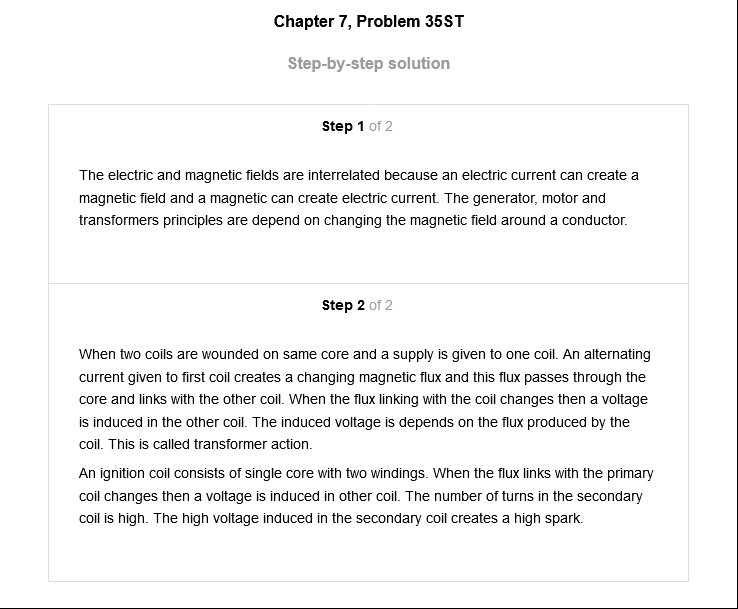 Chapter 7, Problem 35ST
Step-by-step solution
Step 1 of 2
The electric and magnetic fields are interrelated because an electric current can create a
magnetic field and a magnetic can create electric current. The generator, motor and
transformers principles are depend on changing the magnetic field around a conductor.
Step 2 of 2
When two coils are wounded on same core and a supply is given to one coil. An alternating
current given to first coil creates a changing magnetic flux and this flux passes through the
core and links with the other coil. When the flux linking with the coil changes then a voltage
is induced in the other coil. The induced voltage is depends on the flux produced by the
coil. This is called transformer action.
An ignition coil consists of single core with two windings. When the flux links with the primary
coil changes then a voltage is induced in other coil. The number of turns in the secondary
coil is high. The high voltage induced in the secondary coil creates a high spark.